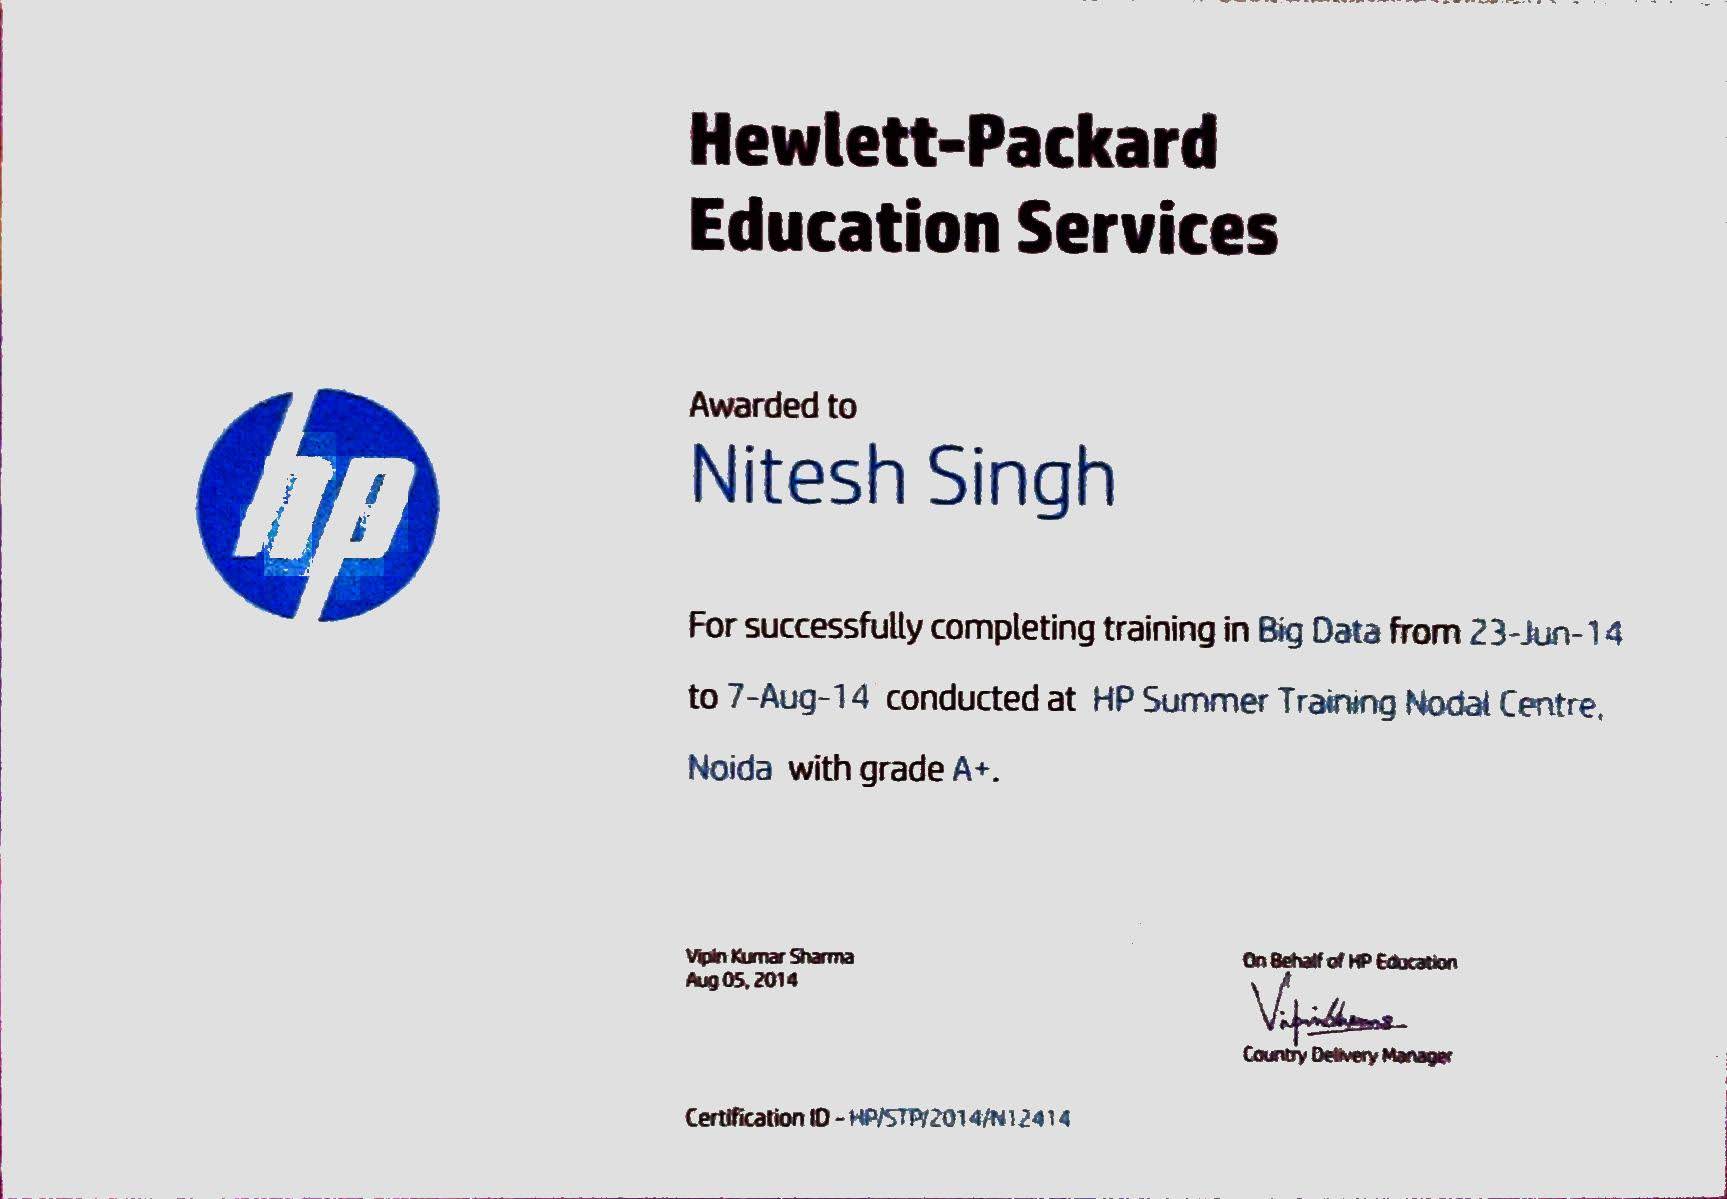 Hewlett-Packard
Education Services
hp
Awarded to
Nitesh Singh
For successfully completing training in Big Data from 23-Jun-14
to 7-Aug-14 conducted at HP Summer Training Nodal Centre,
Noida with grade A+.
Vipin Kumar Sharma
Aug 05, 2014
On Behalf of HP Education
Vipin Sharma
Country Delivery Manager
Certification ID - HP/STP/2014/N12414